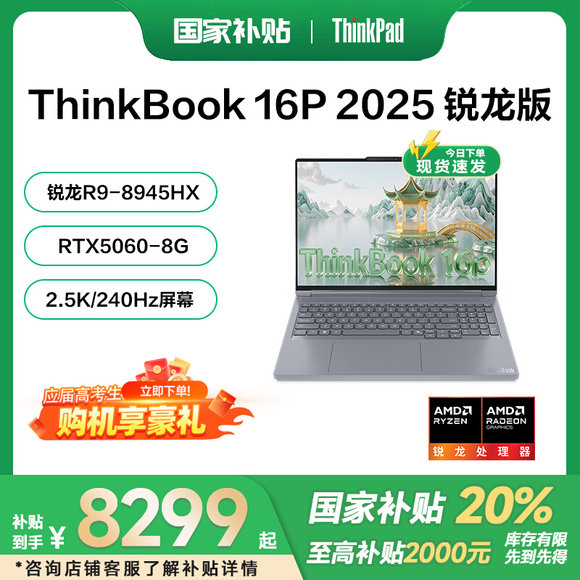 国家补贴 ThinkPad
ThinkBook 16P 2025 锐龙版
今日下单
现货速发
锐龙R9-8945HX
RTX5060-8G
2.5K/240Hz屏幕
ThinkBook 16p
ThinkBook
应届高考生 立即下单!
购机享豪礼
AMD
RYZEN
AMD
RADEON
GRAPHICS
锐龙处理器
补贴到手 ¥8299起
国家补贴 20%
至高补贴2000元
库存有限
先到先得
*咨询店铺客服了解补贴详情